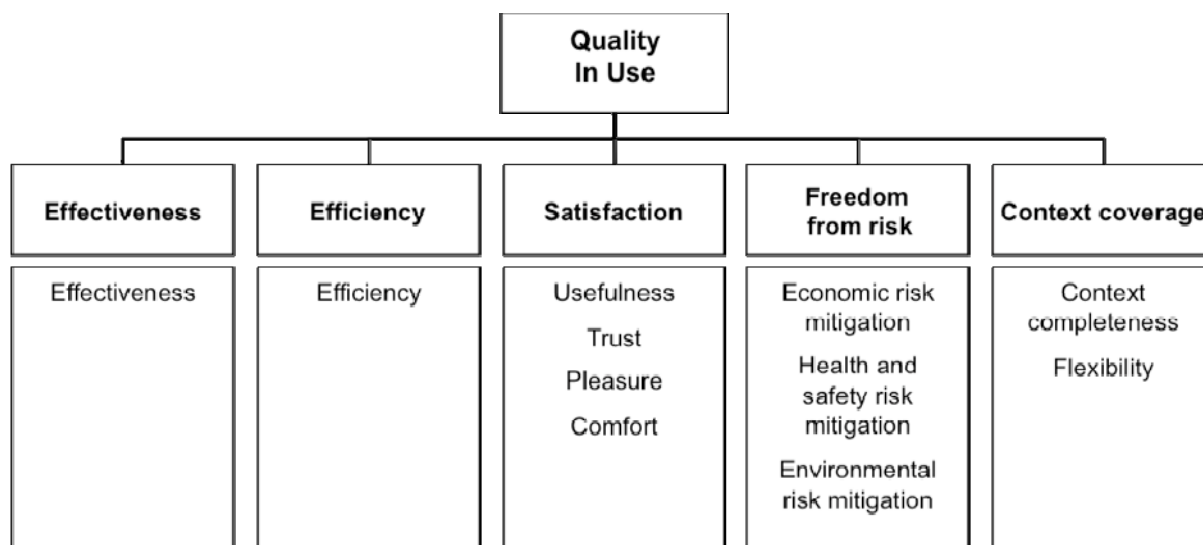 Quality
In Use
Effectiveness
Efficiency
Satisfaction
Freedom
from risk
Context coverage
Effectiveness
Efficiency
Usefulness
Trust
Pleasure
Comfort
Economic risk
mitigation
Health and
safety risk
mitigation
Environmental
risk mitigation
Context
completeness
Flexibility